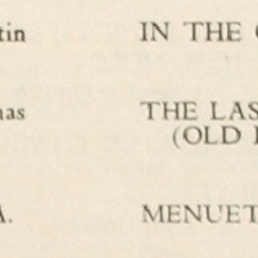 tin IN THE
nas THE LAS
(OLD
A. MENUET